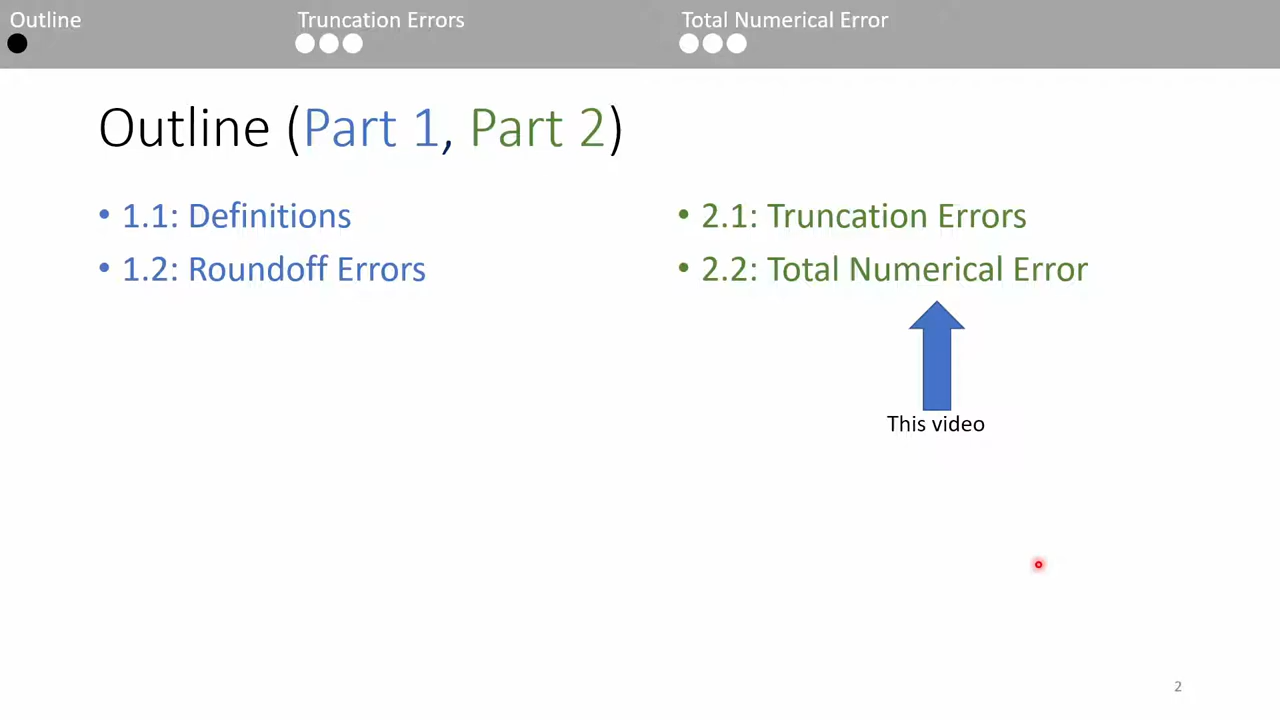 Outline
Truncation Errors
Total Numerical Error
Outline (Part 1, Part 2)
• 1.1: Definitions
• 1.2: Roundoff Errors
• 2.1: Truncation Errors
• 2.2: Total Numerical Error
This video
2